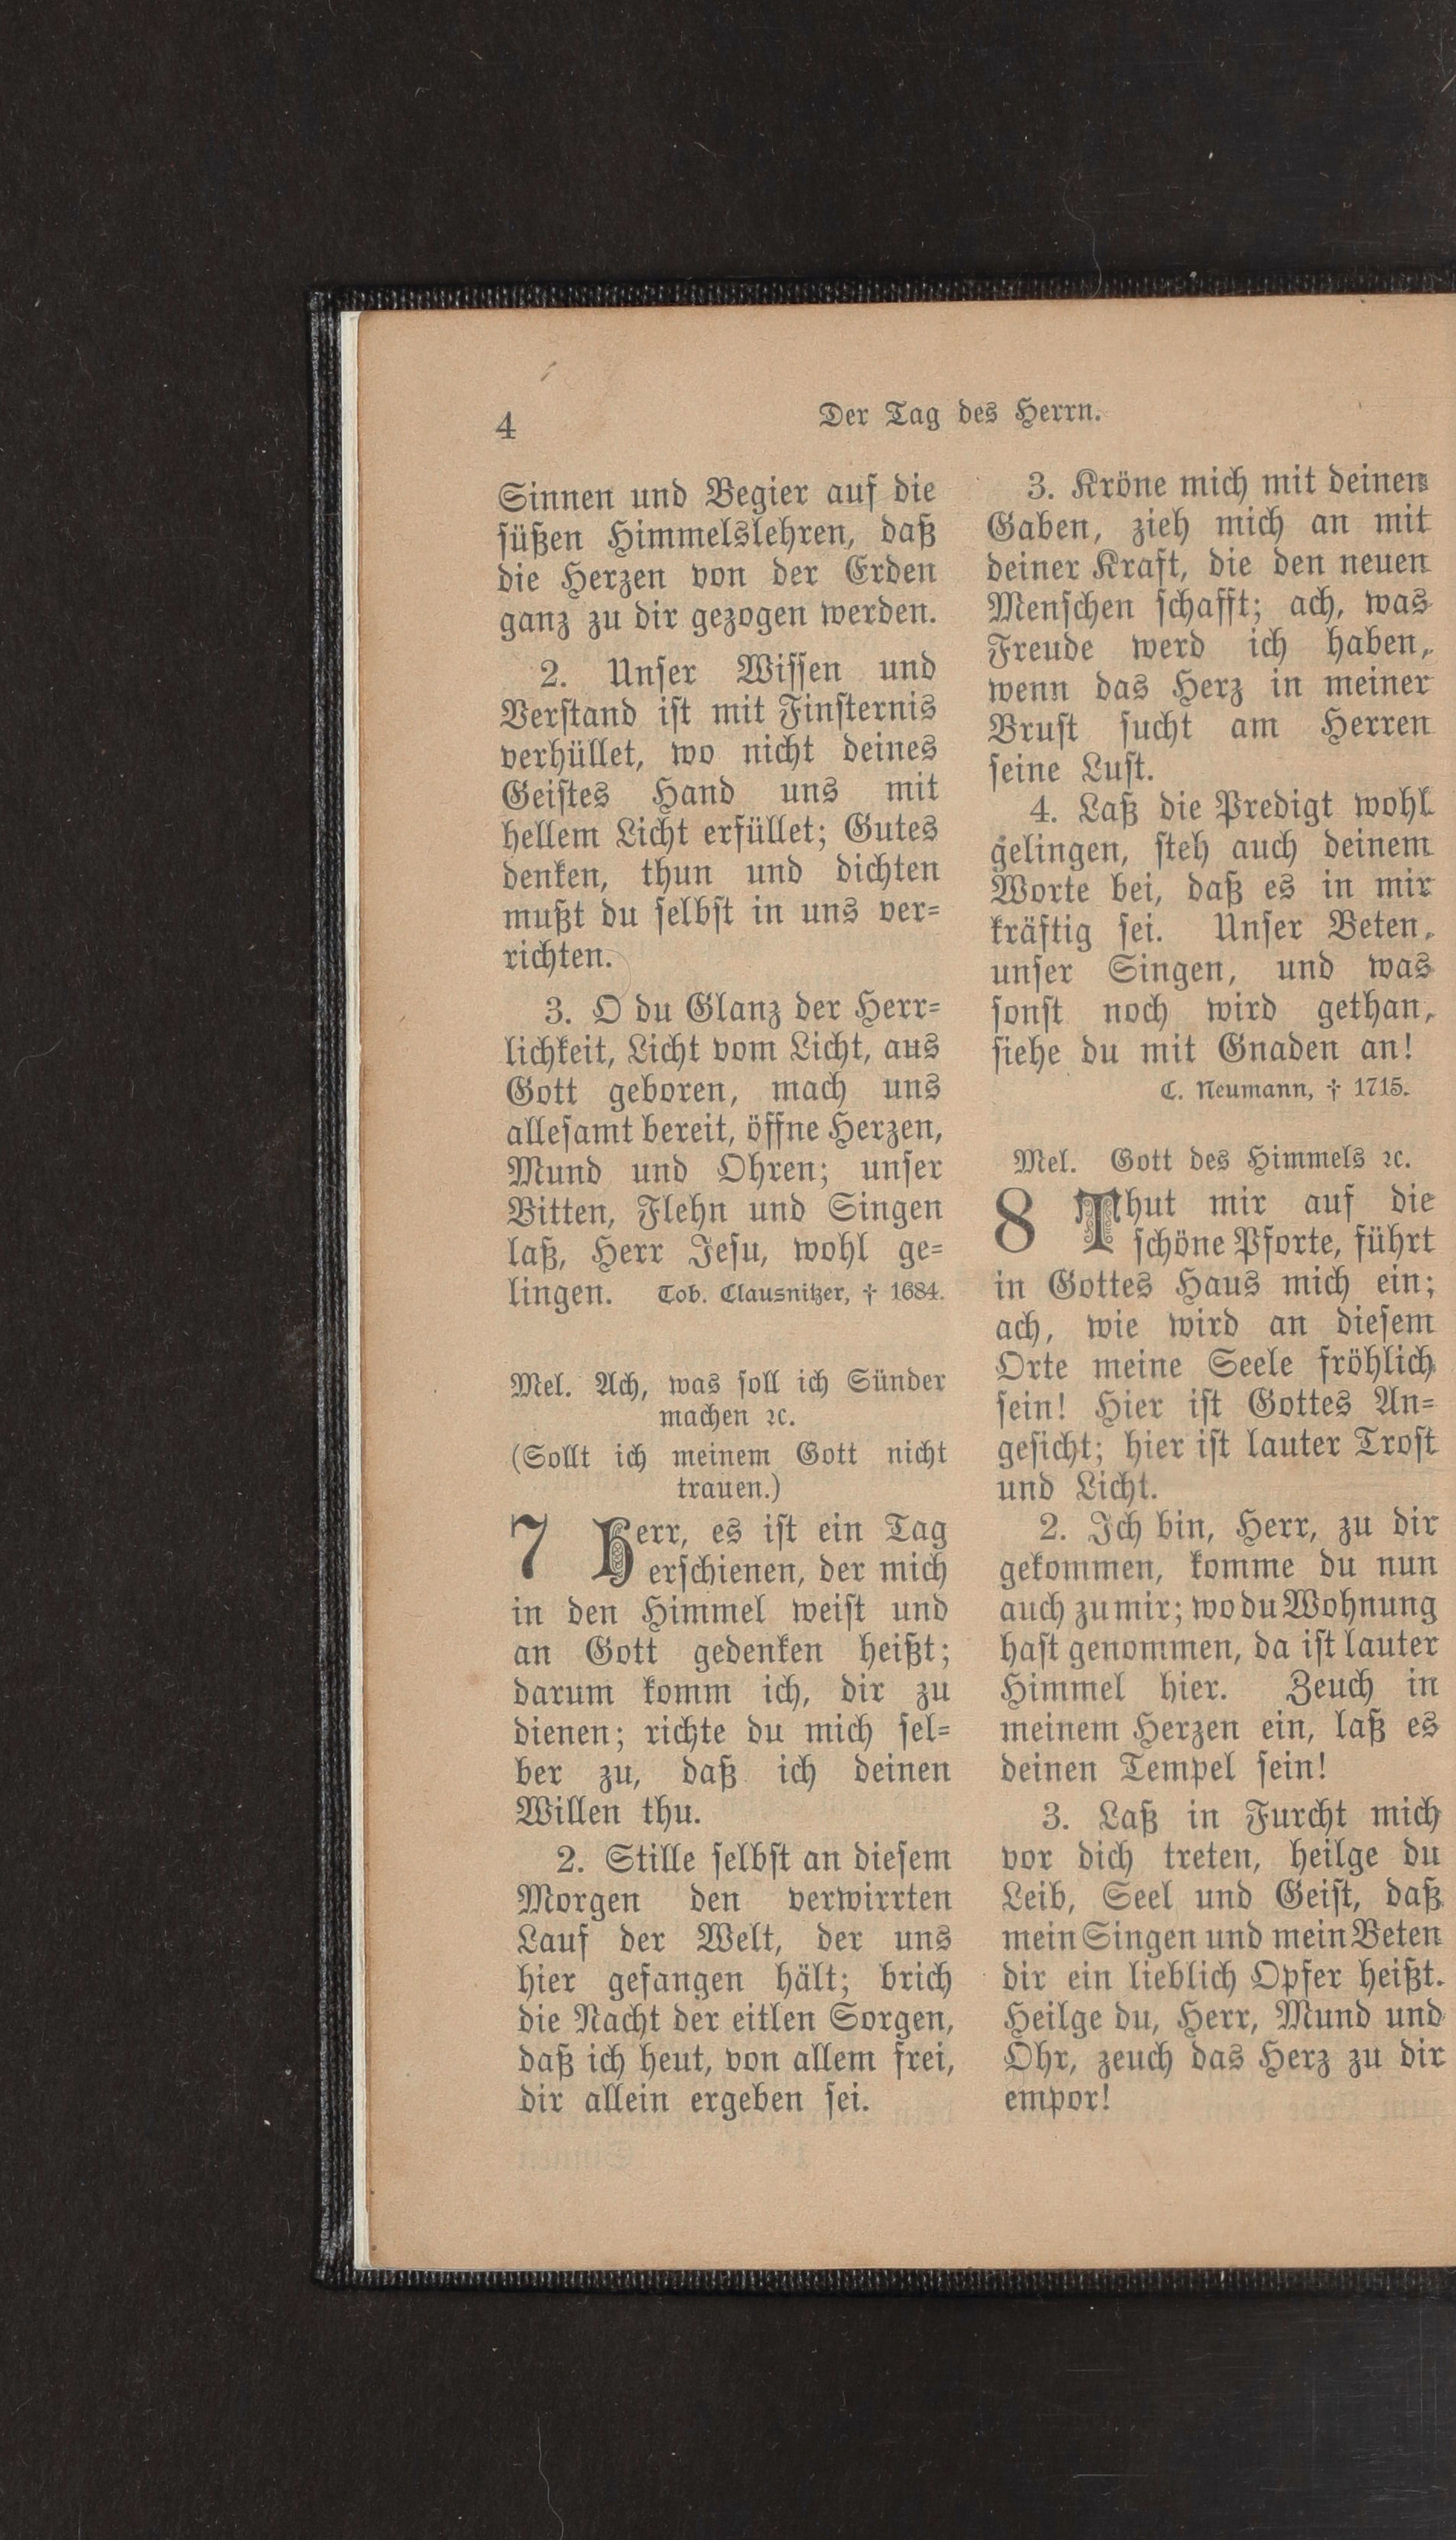 4
Der Tag des Herrn.
Sinnen und Begier auf die
süßen Himmelslehren, daß
die Herzen von der Erden
ganz zu dir gezogen werden.
2. Unser Wissen und
Verstand ist mit Finsternis
verhüllet, wo nicht deines
Geistes Hand uns mit
hellem Licht erfüllet; Gutes
denken, thun und dichten
mußt du selbst in uns ver=
richten.
3. O du Glanz der Herr=
lichkeit, Licht vom Licht, aus
Gott geboren, mach uns
allesamt bereit, öffne Herzen,
Mund und Ohren; unser
Bitten, Flehn und Singen
laß, Herr Jesu, wohl ge=
lingen. Tob. Clausnitzer, † 1684.
Mel. Ach, was soll ich Sünder
machen ꝛc.
(Sollt ich meinem Gott nicht
trauen.)
7 Herr, es ist ein Tag
erschienen, der mich
in den Himmel weist und
an Gott gedenken heißt;
darum komm ich, dir zu
dienen; richte du mich sel=
ber zu, daß ich deinen
Willen thu.
2. Stille selbst an diesem
Morgen den verwirrten
Lauf der Welt, der uns
hier gefangen hält; brich
die Nacht der eitlen Sorgen,
daß ich heut, von allem frei,
dir allein ergeben sei.
3. Kröne mich mit deinen
Gaben, zieh mich an mit
deiner Kraft, die den neuen
Menschen schafft; ach, was
Freude werd ich haben,
wenn das Herz in meiner
Brust sucht am Herren
seine Lust.
4. Laß die Predigt wohl
gelingen, steh auch deinem
Worte bei, daß es in mir
kräftig sei. Unser Beten,
unser Singen, und was
sonst noch wird gethan,
siehe du mit Gnaden an!
C. Neumann, † 1715.
Mel. Gott des Himmels ꝛc.
8 Thut mir auf die
schöne Pforte, führt
in Gottes Haus mich ein;
ach, wie wird an diesem
Orte meine Seele fröhlich
sein! Hier ist Gottes An=
gesicht; hier ist lauter Trost
und Licht.
2. Ich bin, Herr, zu dir
gekommen, komme du nun
auch zu mir; wo du Wohnung
hast genommen, da ist lauter
Himmel hier. Zeuch in
meinem Herzen ein, laß es
deinen Tempel sein!
3. Laß in Furcht mich
vor dich treten, heilge du
Leib, Seel und Geist, daß
mein Singen und mein Beten
dir ein lieblich Opfer heißt.
Heilge du, Herr, Mund und
Ohr, zeuch das Herz zu dir
empor!